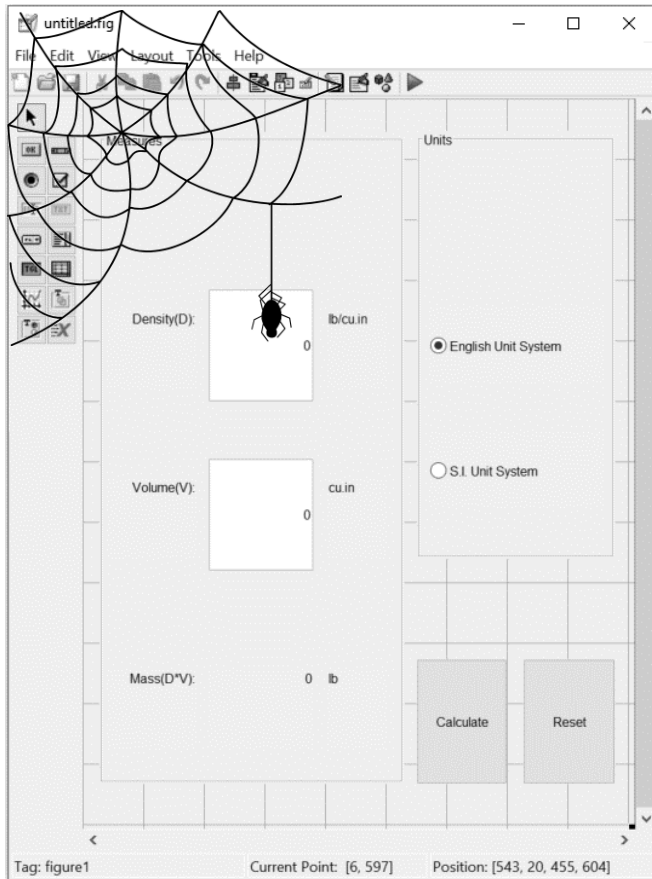 untitled.fig
File Edit View Layout Tools Help
Measures
Units
Density(D):
0
lb/cu.in
English Unit System
Volume(V):
0
cu.in
S.I. Unit System
Mass(D*V):
0
lb
Calculate
Reset
Tag: figure1
Current Point: [6, 597]
Position: [543, 20, 455, 604]